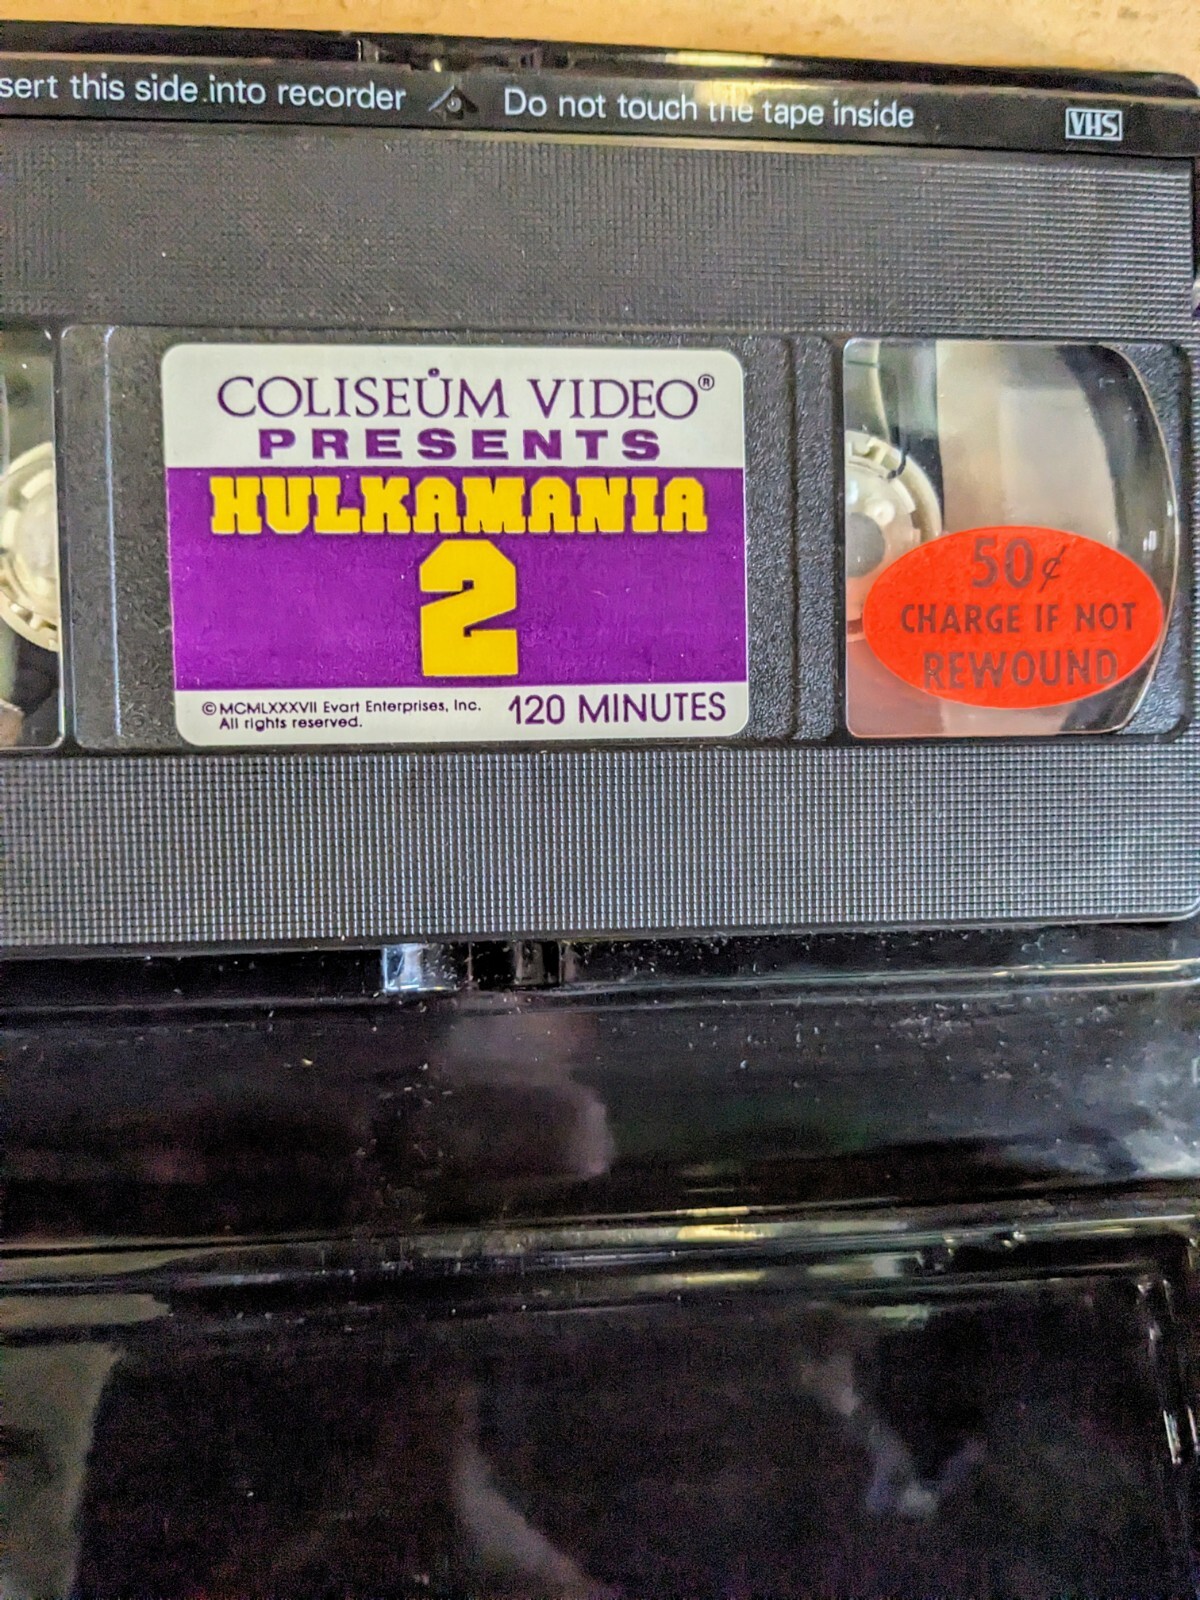 sert this side into recorder
Do not touch the tape inside
VHS
COLISEŮM VIDEO®
PRESENTS
HULKAMANIA
2
©MCMLXXXVII Evart Enterprises, Inc.
All rights reserved.
120 MINUTES
50¢
CHARGE IF NOT
REWOUND